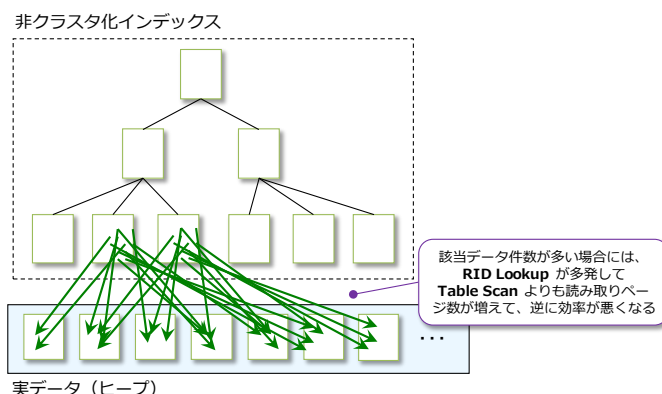 非クラスタ化インデックス
該当データ件数が多い場合には、
RID Lookup が多発して
Table Scan よりも読み取りペー
ジ数が増えて、逆に効率が悪くなる
・・・
実データ（ヒープ）